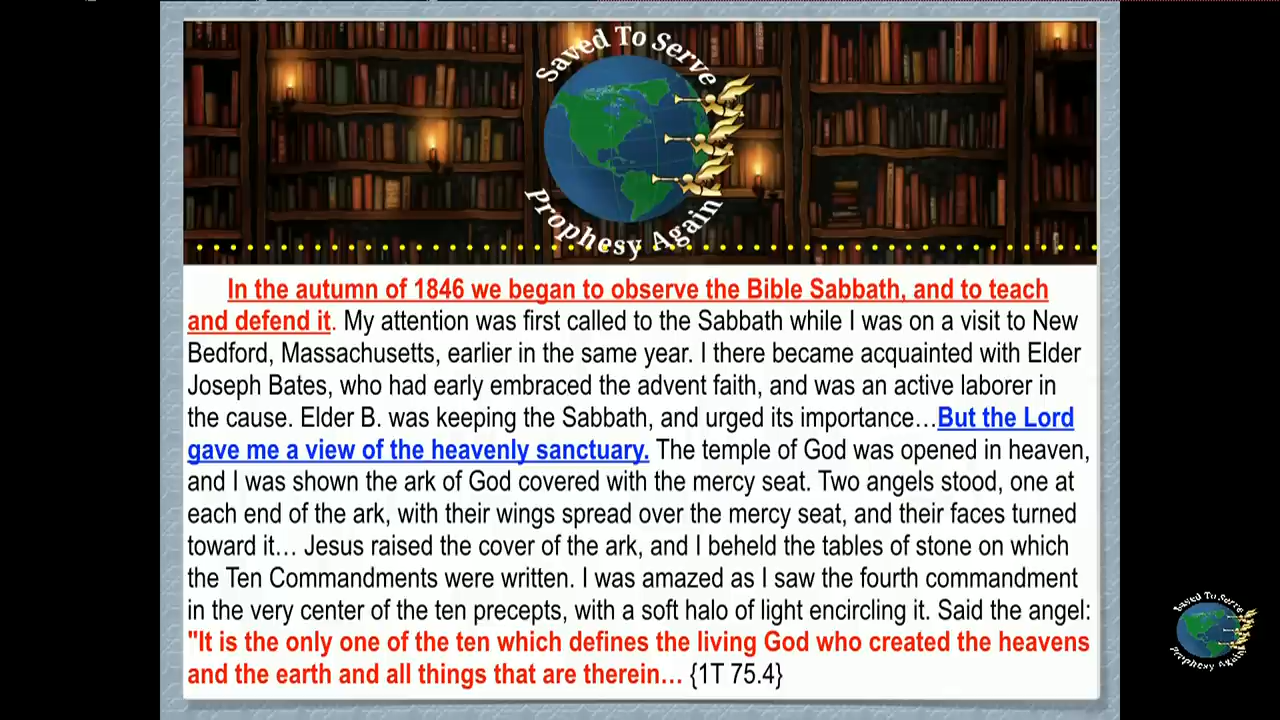 Saved To Serve
Prophesy Again
In the autumn of 1846 we began to observe the Bible Sabbath, and to teach
and defend it. My attention was first called to the Sabbath while I was on a visit to New
Bedford, Massachusetts, earlier in the same year. I there became acquainted with Elder
Joseph Bates, who had early embraced the advent faith, and was an active laborer in
the cause. Elder B. was keeping the Sabbath, and urged its importance…But the Lord
gave me a view of the heavenly sanctuary. The temple of God was opened in heaven,
and I was shown the ark of God covered with the mercy seat. Two angels stood, one at
each end of the ark, with their wings spread over the mercy seat, and their faces turned
toward it… Jesus raised the cover of the ark, and I beheld the tables of stone on which
the Ten Commandments were written. I was amazed as I saw the fourth commandment
in the very center of the ten precepts, with a soft halo of light encircling it. Said the angel:
"It is the only one of the ten which defines the living God who created the heavens
and the earth and all things that are therein… {1T 75.4}
Saved To Serve
Prophesy Again